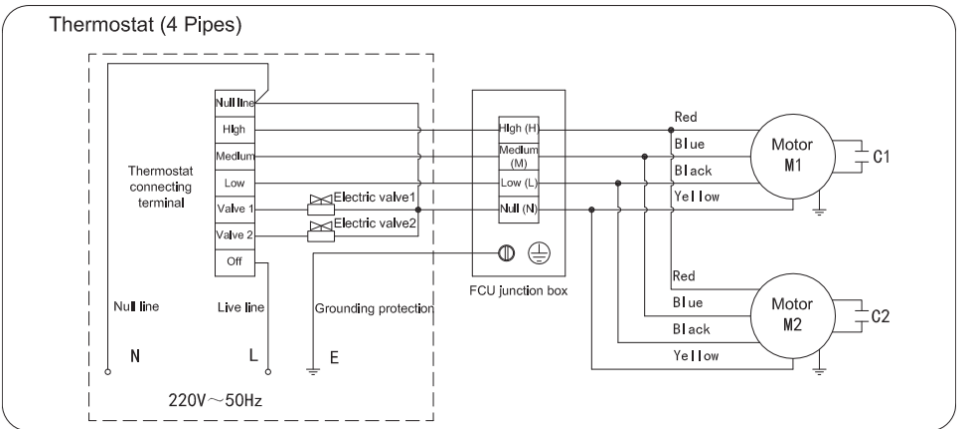 Thermostat (4 Pipes)
Thermostat
connecting
terminal
Null line
High
Medium
Low
Valve 1
Valve 2
Off
Electric valve1
Electric valve2
Null line
Live line
Grounding protection
N
L
E
220V～50Hz
High (H)
Medium
(M)
Low (L)
Null (N)
FCU junction box
Red
Blue
Black
Yellow
Motor
M1
C1
Red
Blue
Black
Yellow
Motor
M2
C2